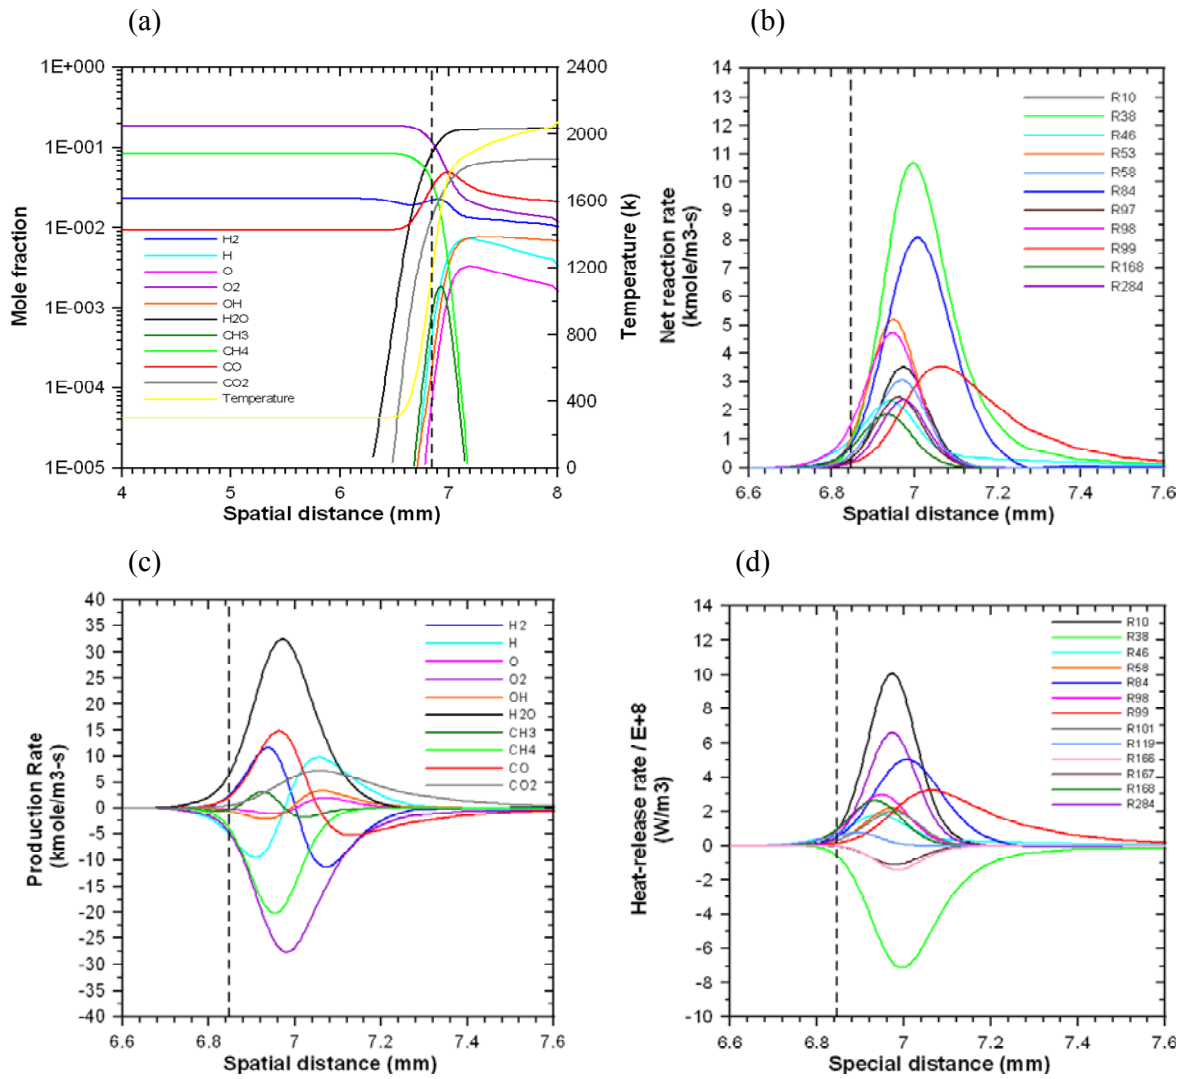 (a)
1E+000
1E-001
1E-002
1E-003
1E-004
1E-005
Mole fraction
2400
2000
1600
1200
800
400
0
Temperature (k)
H2
H
O
O2
OH
H2O
CH3
CH4
CO
CO2
Temperature
4 5 6 7 8
Spatial distance (mm)
(b)
14
13
12
11
10
9
8
7
6
5
4
3
2
1
0
Net reaction rate
(kmole/m3-s)
R10
R38
R46
R53
R58
R84
R97
R98
R99
R168
R284
6.6 6.8 7 7.2 7.4 7.6
Spatial distance (mm)
(c)
40
35
30
25
20
15
10
5
0
-5
-10
-15
-20
-25
-30
-35
-40
Production Rate
(kmole/m3-s)
H2
H
O
O2
OH
H2O
CH3
CH4
CO
CO2
6.6 6.8 7 7.2 7.4 7.6
Spatial distance (mm)
(d)
14
12
10
8
6
4
2
0
-2
-4
-6
-8
-10
Heat-release rate / E+8
(W/m3)
R10
R38
R46
R58
R84
R98
R99
R101
R119
R166
R167
R168
R284
6.6 6.8 7 7.2 7.4 7.6
Special distance (mm)